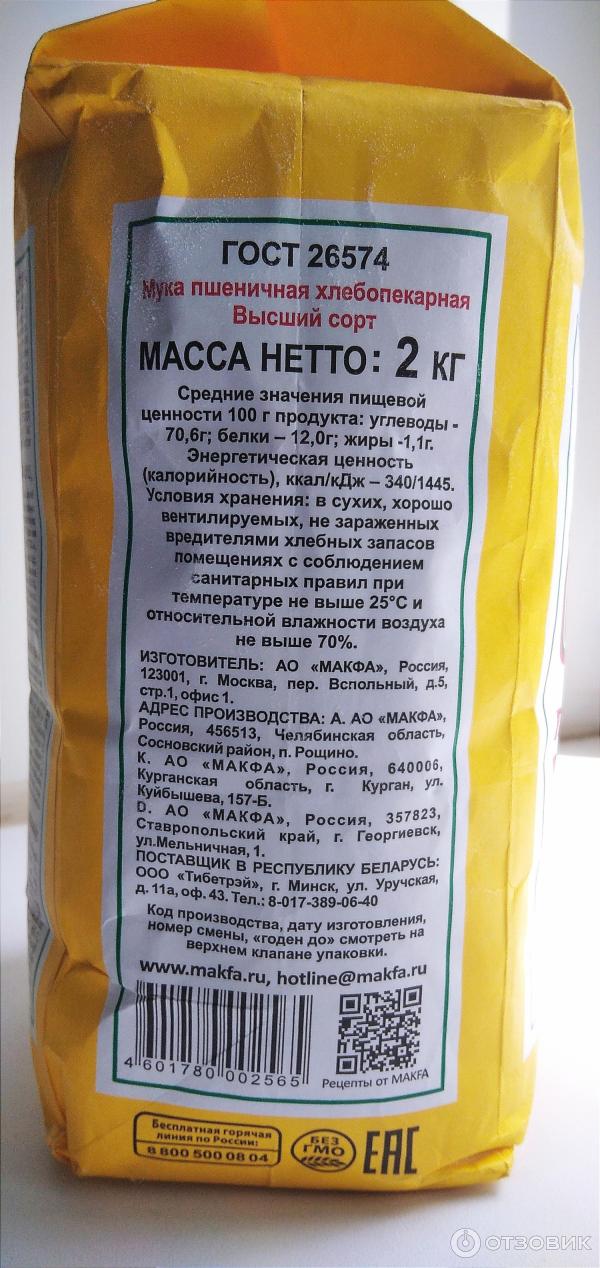 ГОСТ 26574
Мука пшеничная хлебопекарная
Высший сорт
МАССА НЕТТО: 2 КГ
Средние значения пищевой
ценности 100 г продукта: углеводы -
70,6г; белки – 12,0г; жиры -1,1г.
Энергетическая ценность
(калорийность), ккал/кДж – 340/1445.
Условия хранения: в сухих, хорошо
вентилируемых, не зараженных
вредителями хлебных запасов
помещениях с соблюдением
санитарных правил при
температуре не выше 25°С и
относительной влажности воздуха
не выше 70%.
ИЗГОТОВИТЕЛЬ: АО «МАКФА», Россия,
123001, г. Москва, пер. Вспольный, д.5,
стр.1, офис 1.
АДРЕС ПРОИЗВОДСТВА: А. АО «МАКФА»,
Россия, 456513, Челябинская область,
Сосновский район, п. Рощино.
К. АО «МАКФА», Россия, 640006,
Курганская область, г. Курган, ул.
Куйбышева, 157-Б.
D. АО «МАКФА», Россия, 357823,
Ставропольский край, г. Георгиевск,
ул.Мельничная, 1.
ПОСТАВЩИК В РЕСПУБЛИКУ БЕЛАРУСЬ:
ООО «Тибетрэй», г. Минск, ул. Уручская,
д. 11а, оф. 43. Тел.: 8-017-389-06-40
Код производства, дату изготовления,
номер смены, «годен до» смотреть на
верхнем клапане упаковки.
www.makfa.ru, hotline@makfa.ru
4 601780 002565
Рецепты от MAKFA
Бесплатная горячая
линия по России:
8 800 500 08 04
БЕЗ
ГМО
EAC
ОТЗОВИК